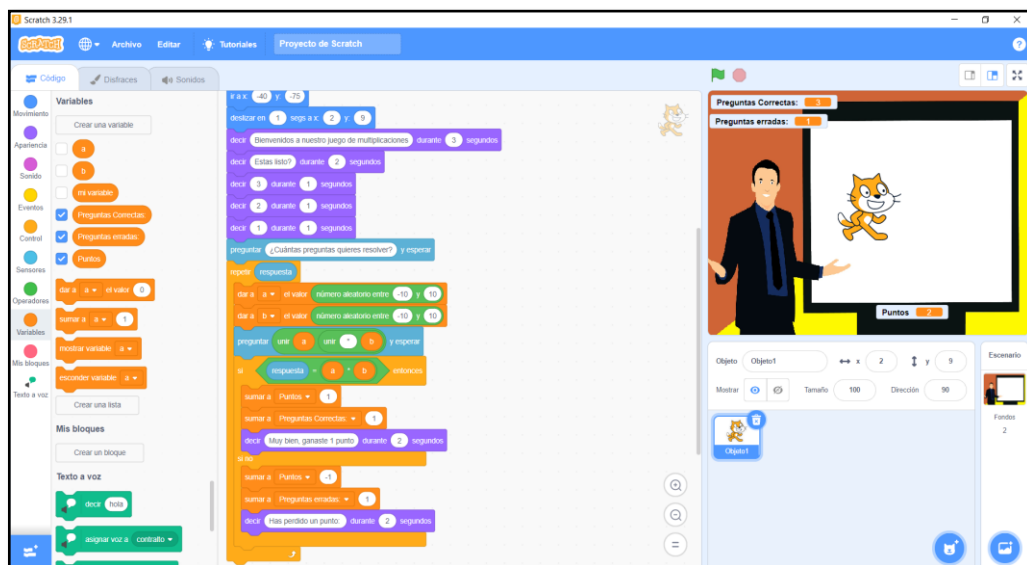 Scratch 3.29.1
SCRATCH Archivo Editar Tutoriales Proyecto de Scratch
Código Disfraces Sonidos
Movimiento
Apariencia
Sonido
Eventos
Control
Sensores
Operadores
Variables
Mis bloques
Texto a voz
Variables
Crear una variable
a
b
mi variable
Preguntas Correctas:
Preguntas erradas:
Puntos
dar a a el valor 0
sumar a a 1
mostrar variable a
esconder variable a
Crear una lista
Mis bloques
Crear un bloque
Texto a voz
decir hola
asignar voz a contralto
ir a x: -40 y: -75
deslizar en 1 segs a x: 2 y: 9
decir Bienvenidos a nuestro juego de multiplicaciones durante 3 segundos
decir Estas listo? durante 2 segundos
decir 3 durante 1 segundos
decir 2 durante 1 segundos
decir 1 durante 1 segundos
preguntar ¿Cuántas preguntas quieres resolver? y esperar
repetir respuesta
dar a a el valor número aleatorio entre -10 y 10
dar a b el valor número aleatorio entre -10 y 10
preguntar unir a unir * b y esperar
si respuesta = a * b entonces
sumar a Puntos 1
sumar a Preguntas Correctas: 1
decir Muy bien, ganaste 1 punto durante 2 segundos
si no
sumar a Puntos -1
sumar a Preguntas erradas: 1
decir Has perdido un punto: durante 2 segundos
Preguntas Correctas: 3
Preguntas erradas: 1
Puntos 2
Objeto Objeto1 x 2 y 9
Mostrar Tamaño 100 Dirección 90
Objeto1
Escenario
Fondos
2